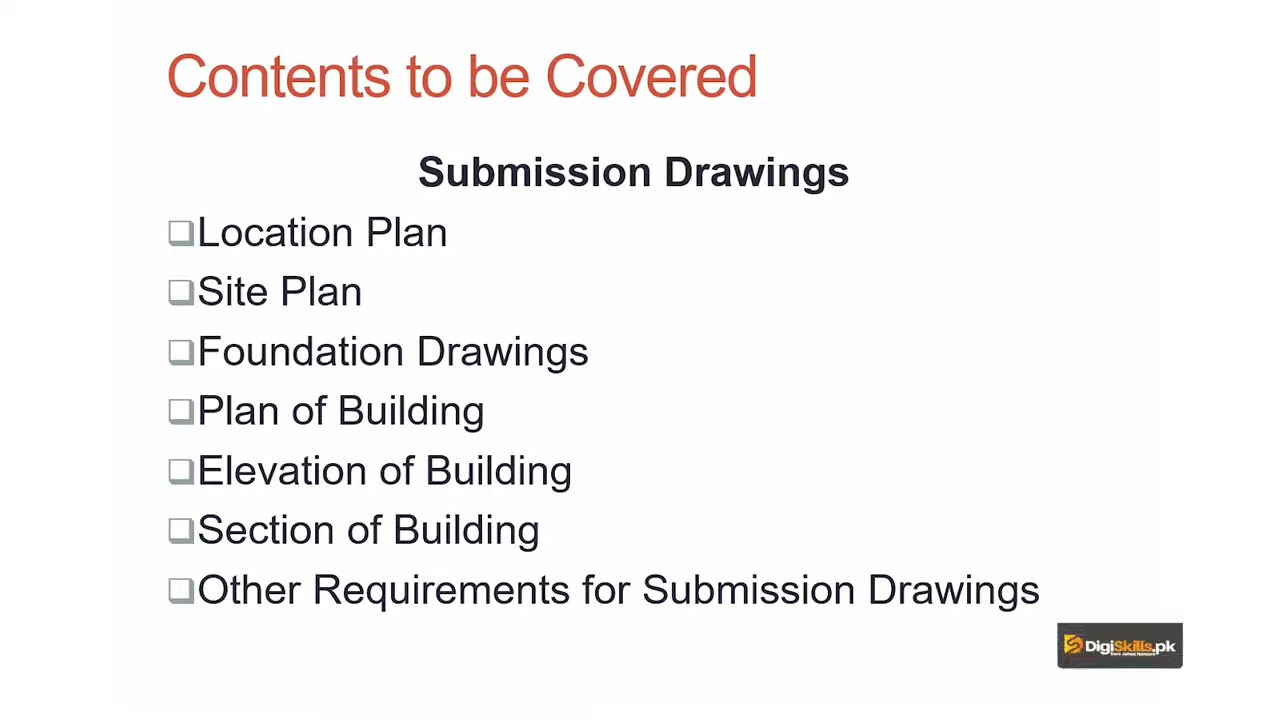 Contents to be Covered
Submission Drawings
Location Plan
Site Plan
Foundation Drawings
Plan of Building
Elevation of Building
Section of Building
Other Requirements for Submission Drawings
DigiSkills.pk